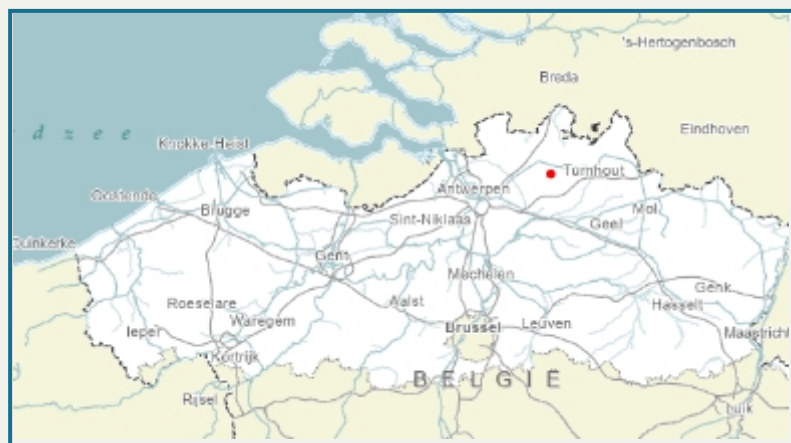 's-Hertogenbosch
Breda
d z e e
Eindhoven
Knokke-Heist
Turnhout
Oostende
Antwerpen
Brugge
Mol
Sint-Niklaas
Geel
Duinkerke
Gent
Mechelen
Genk
Roeselare
Aalst
Hasselt
Ieper
Waregem
Brussel
Leuven
Maastricht
Kortrijk
BELGIË
Rijsel
Luik